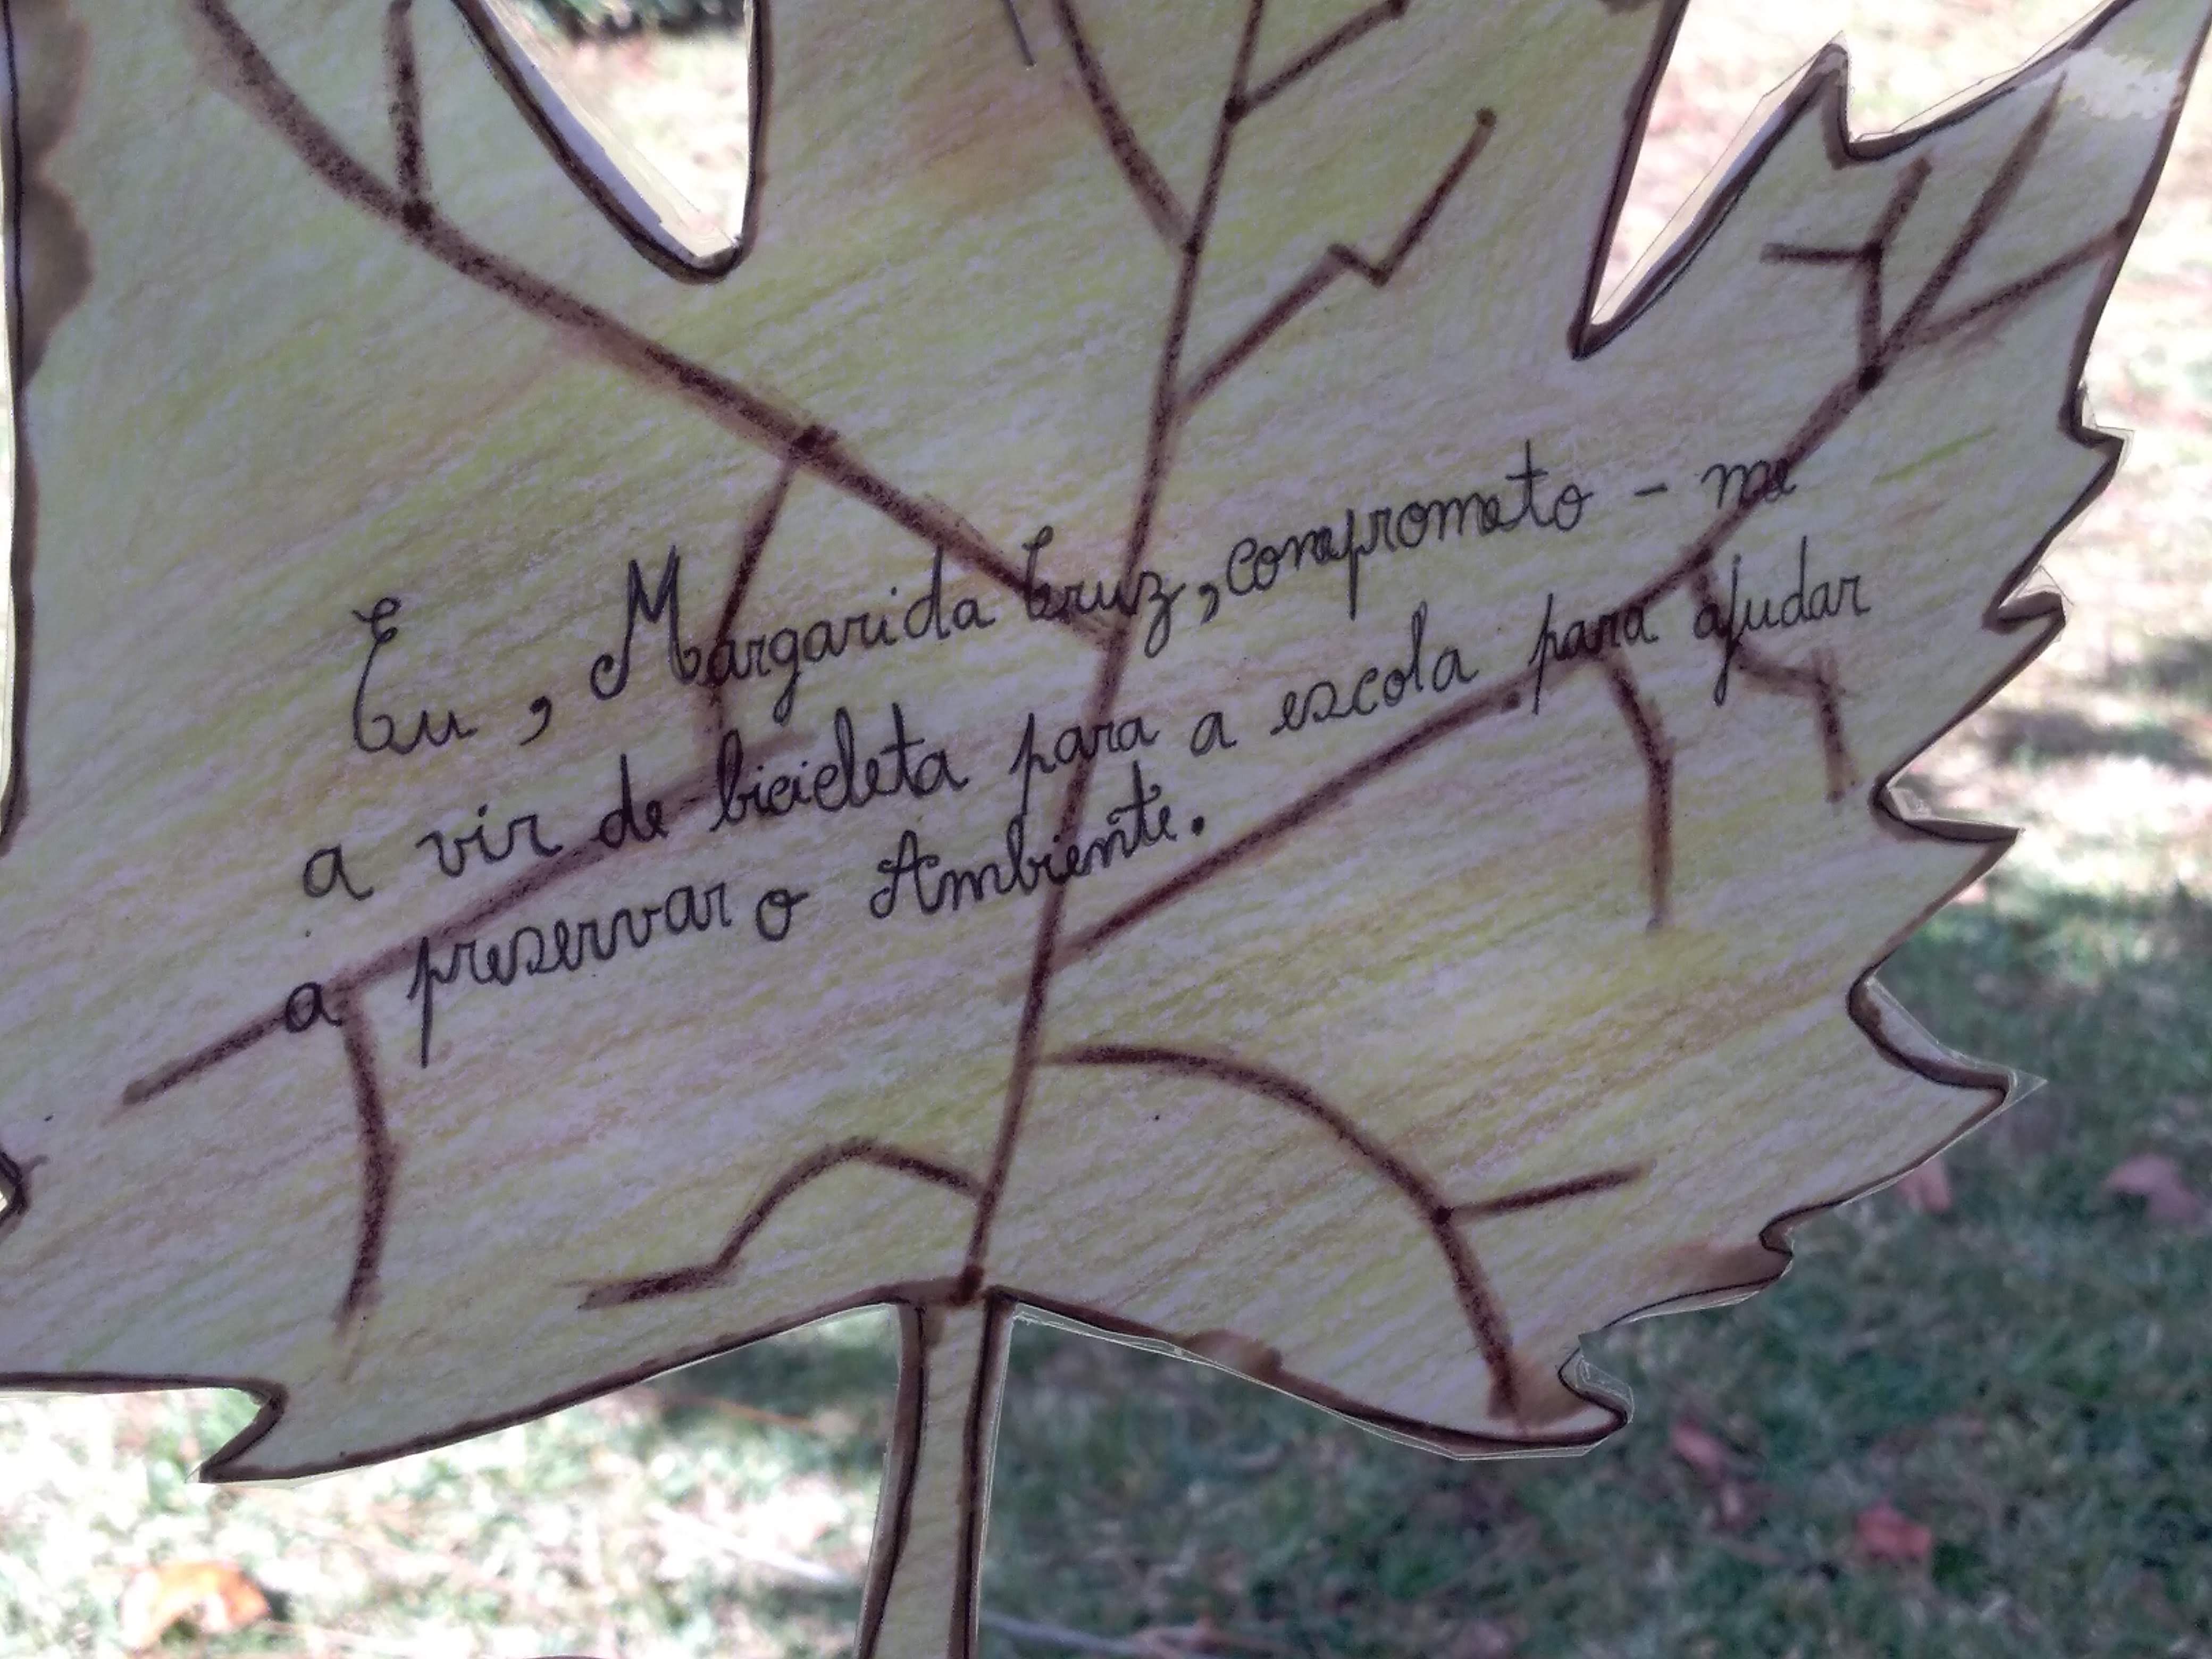 Eu, Margarida Cruz, comprometo-me
a vir de bicicleta para a escola para ajudar
a preservar o Ambiente.